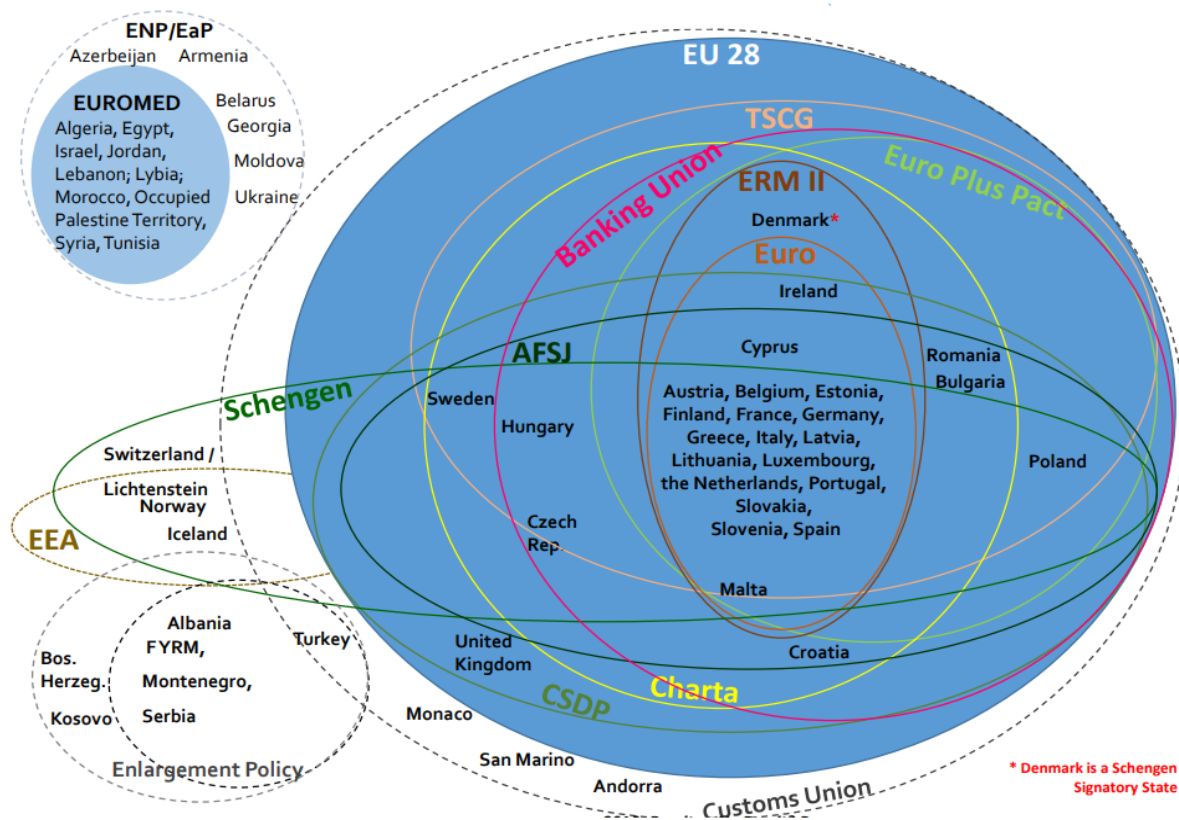 ENP/EaP
Azerbeijan Armenia
EUROMED
Algeria, Egypt,
Israel, Jordan,
Lebanon; Lybia;
Morocco, Occupied
Palestine Territory,
Syria, Tunisia
Belarus
Georgia
Moldova
Ukraine
EU 28
TSCG
Banking Union
Euro Plus Pact
ERM II
Denmark*
Euro
Ireland
AFSJ
Cyprus
Romania
Bulgaria
Schengen
Sweden
Hungary
Austria, Belgium, Estonia,
Finland, France, Germany,
Greece, Italy, Latvia,
Lithuania, Luxembourg,
the Netherlands, Portugal,
Slovakia,
Slovenia, Spain
Poland
Switzerland /
Lichtenstein
Norway
Iceland
EEA
Czech
Rep.
Malta
Albania
FYRM,
Turkey
Bos.
Herzeg.
Montenegro,
Kosovo
Serbia
Enlargement Policy
United
Kingdom
Croatia
CSDP
Charta
Monaco
San Marino
Andorra
Customs Union
* Denmark is a Schengen
Signatory State